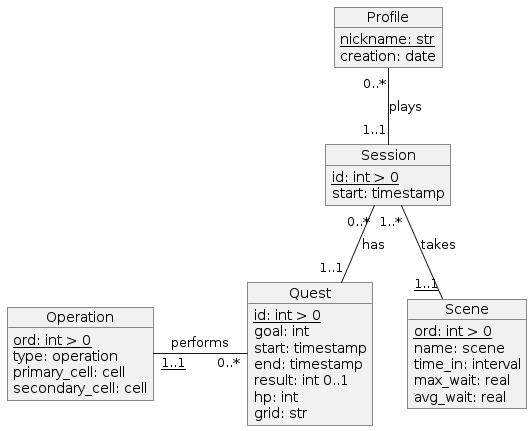 Profile
nickname: str
creation: date
0..*
plays
1..1
Session
id: int > 0
start: timestamp
0..*
1..*
has
takes
1..1
1..1
Quest
id: int > 0
goal: int
start: timestamp
end: timestamp
result: int 0..1
hp: int
grid: str
Scene
ord: int > 0
name: scene
time_in: interval
max_wait: real
avg_wait: real
Operation
ord: int > 0
type: operation
primary_cell: cell
secondary_cell: cell
performs
1..1
0..*